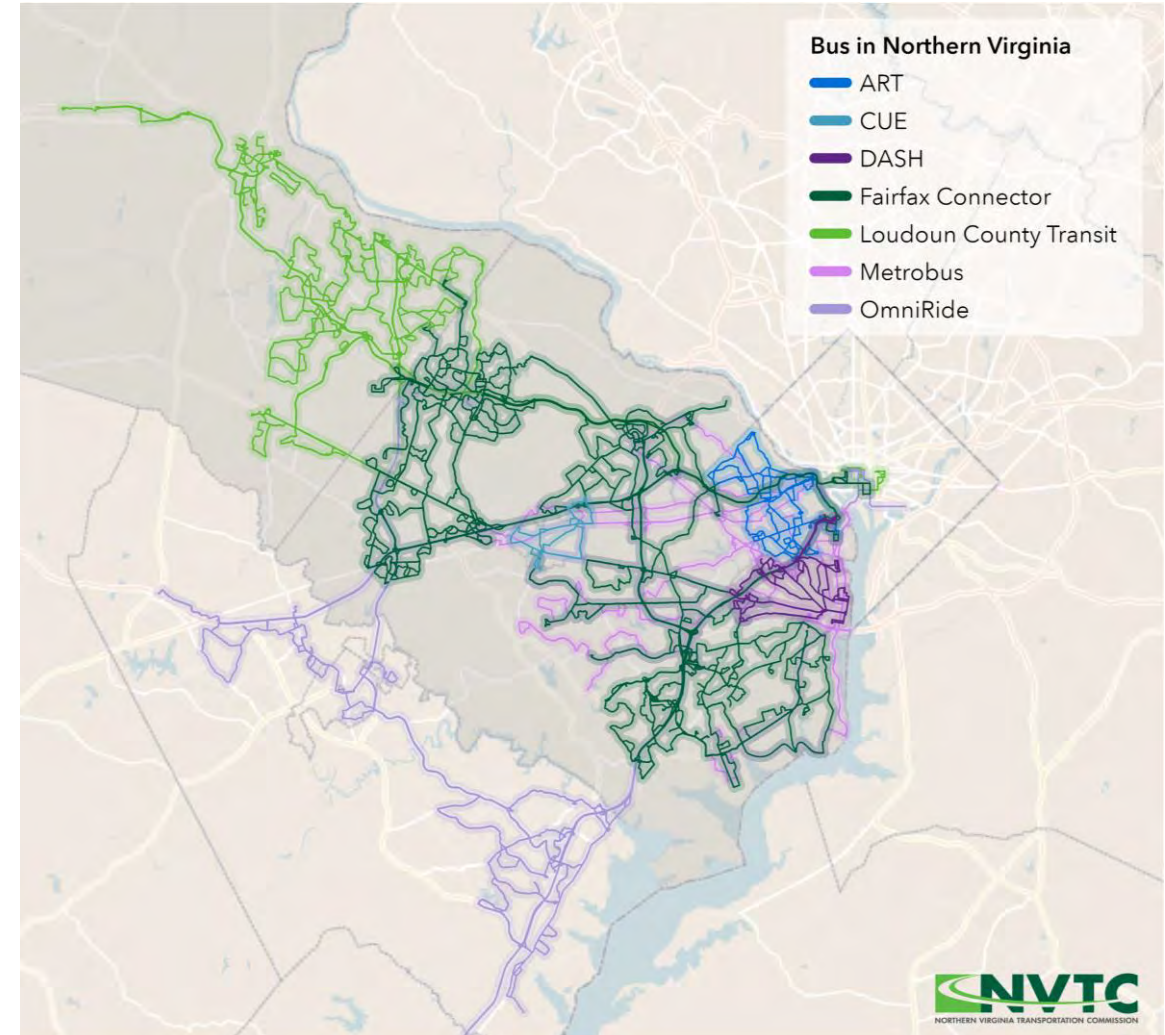 Bus in Northern Virginia
ART
CUE
DASH
Fairfax Connector
Loudoun County Transit
Metrobus
OmniRide
NVTC
NORTHERN VIRGINIA TRANSPORTATION COMMISSION